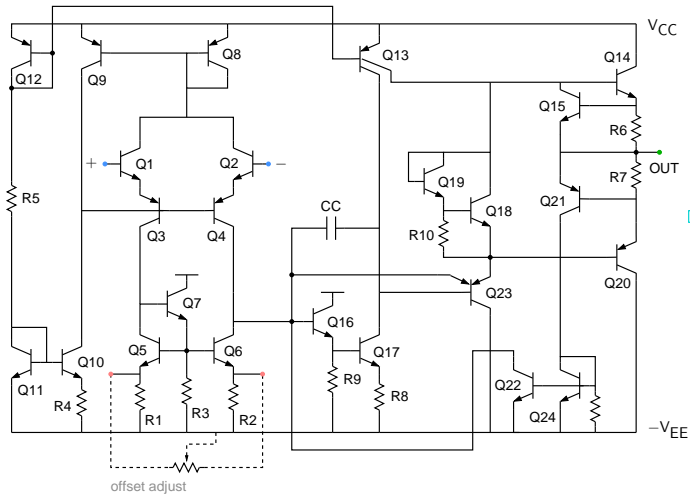 V_CC
Q12
Q9
Q8
Q13
Q14
Q15
R6
OUT
+
Q1
Q2
−
Q19
R7
R5
CC
Q21
Q3
Q4
R10
Q18
Q20
Q7
Q23
Q16
Q5
Q6
Q17
Q11
Q10
R9
Q22
R4
R1
R3
R2
R8
Q24
−V_EE
offset adjust